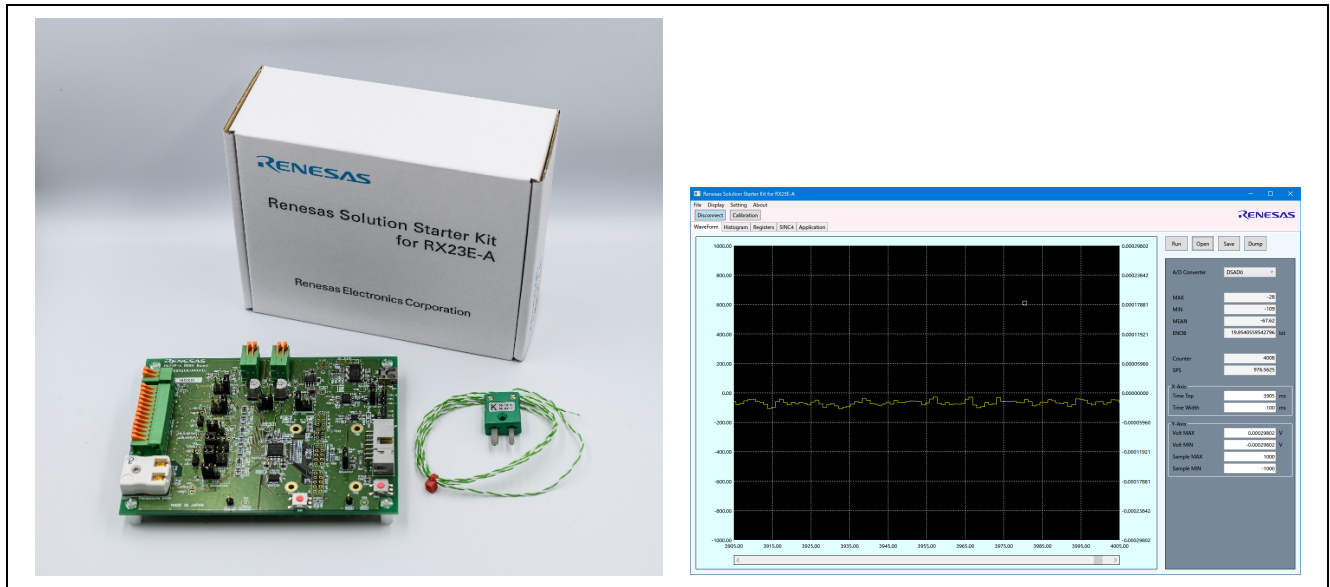 RENESAS
Renesas Solution Starter Kit
for RX23E-A
Renesas Electronics Corporation
RENESAS
K
MADE IN JAPAN
Renesas Solution Starter Kit for RX23E-A
File Display Setting About
Disconnect Calibration
RENESAS
Waveform Histogram Registers SINC4 Application
Run Open Save Dump
1000.00 0.00029802
800.00 0.00023842
600.00 0.00017881
400.00 0.00011921
200.00 0.00005960
0.00 0.00000000
-200.00 -0.00005960
-400.00 -0.00011921
-600.00 -0.00017881
-800.00 -0.00023842
-1000.00 -0.00029802
3905.00 3915.00 3925.00 3935.00 3945.00 3955.00 3965.00 3975.00 3985.00 3995.00 4005.00
A/D Converter DSAD0
MAX -28
MIN -109
MEAN -67.62
ENOB 19.9540559542796 bit
Counter 4008
SPS 976.5625
X-Axis
Time Top 3905 ms
Time Width 100 ms
Y-Axis
Volt MAX 0.00029802 V
Volt MIN -0.00029802 V
Sample MAX 1000
Sample MIN -1000